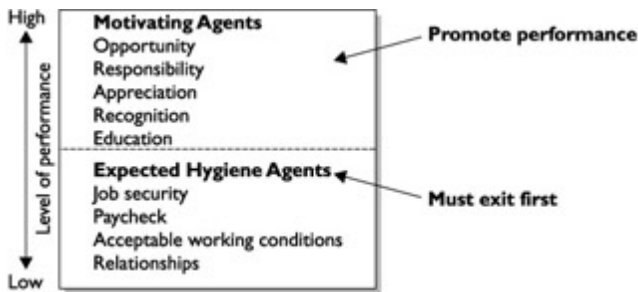 High
Level of performance
Low
Motivating Agents
Opportunity
Responsibility
Appreciation
Recognition
Education
Expected Hygiene Agents
Job security
Paycheck
Acceptable working conditions
Relationships
Promote performance
Must exit first